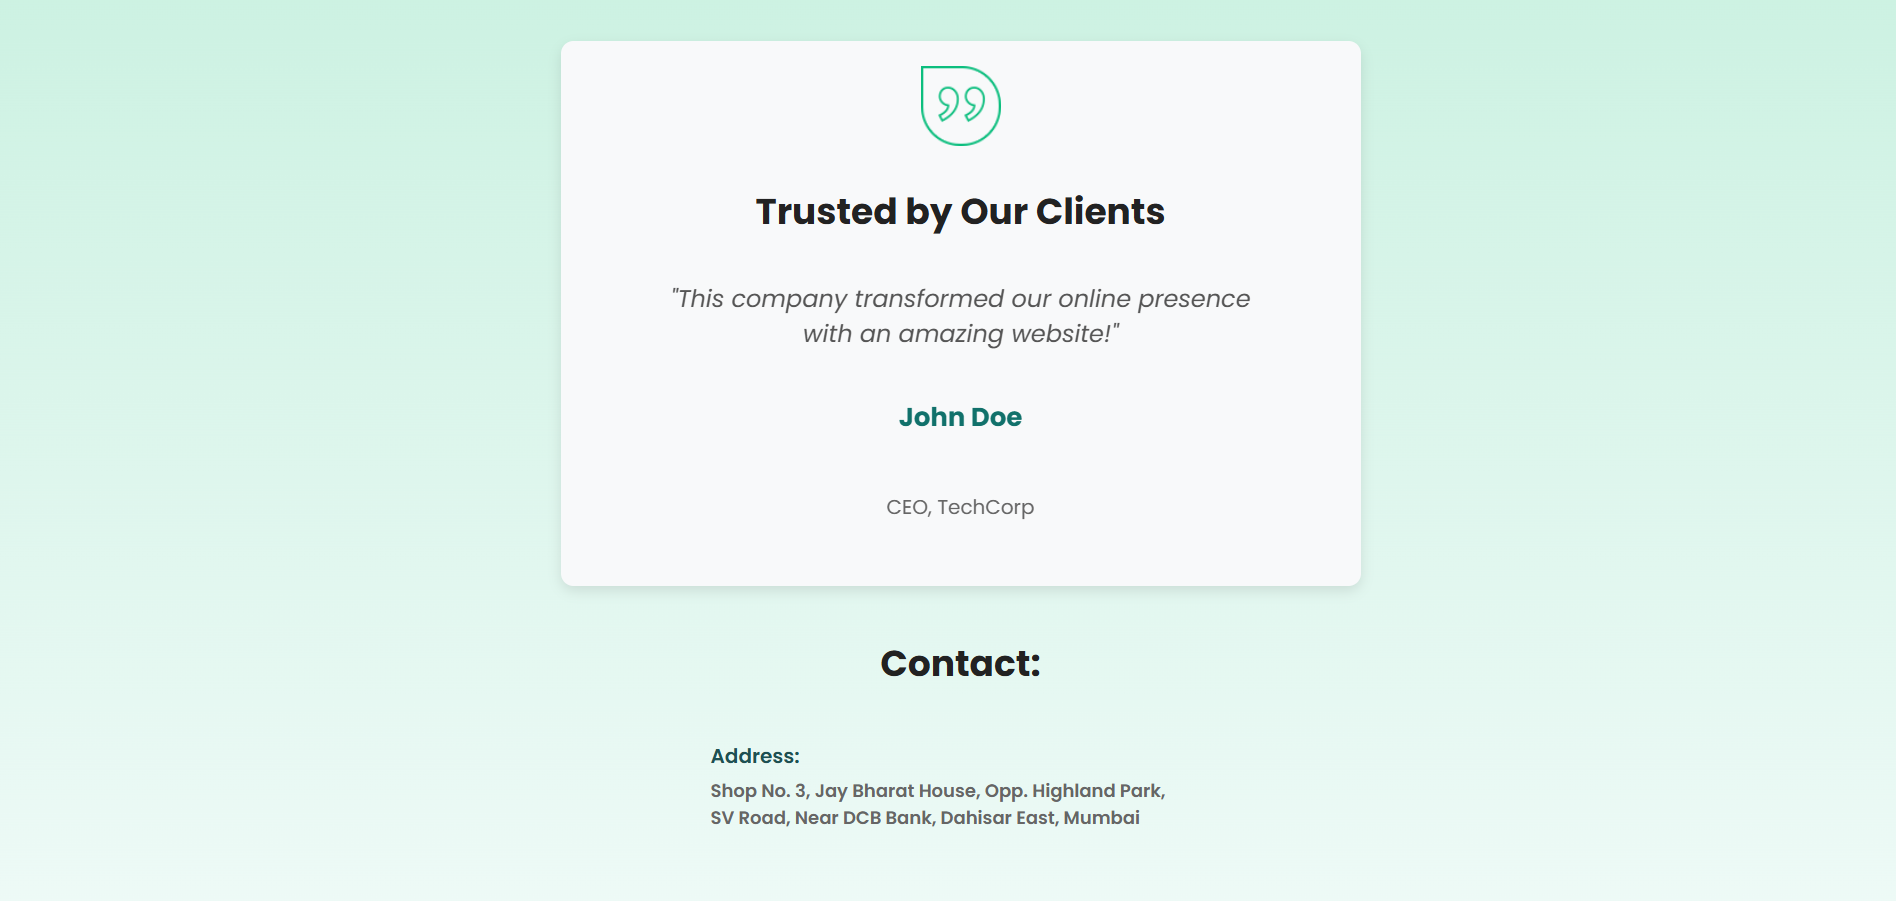 Trusted by Our Clients
"This company transformed our online presence
with an amazing website!"
John Doe
CEO, TechCorp
Contact:
Address:
Shop No. 3, Jay Bharat House, Opp. Highland Park,
SV Road, Near DCB Bank, Dahisar East, Mumbai